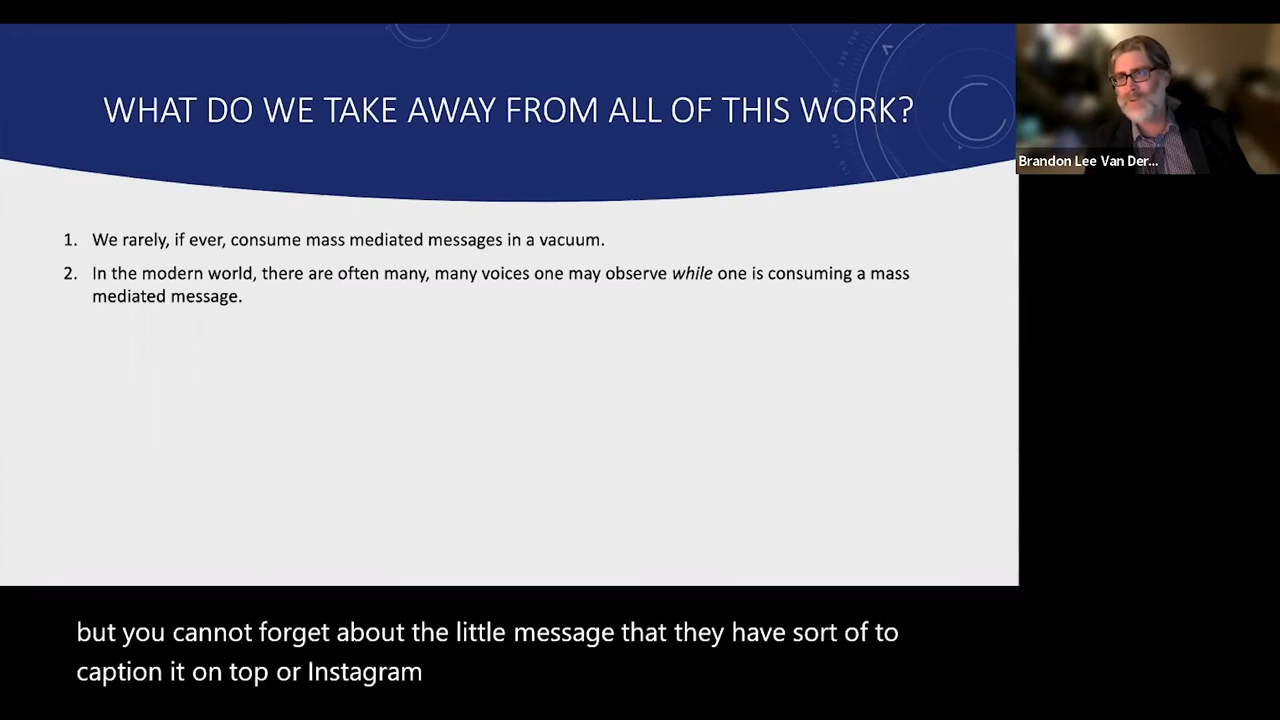 WHAT DO WE TAKE AWAY FROM ALL OF THIS WORK?
Brandon Lee Van Der...
1. We rarely, if ever, consume mass mediated messages in a vacuum.
2. In the modern world, there are often many, many voices one may observe while one is consuming a mass
mediated message.
but you cannot forget about the little message that they have sort of to
caption it on top or Instagram